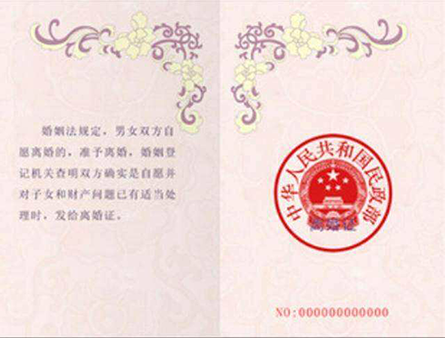 婚姻法规定,男女双方自
愿离婚的,准予离婚,婚姻登
记机关查明双方确实是自愿并
对子女和财产问题已有适当处
理时,发给离婚证。
中华人民共和国民政部
离婚证
NO:000000000000